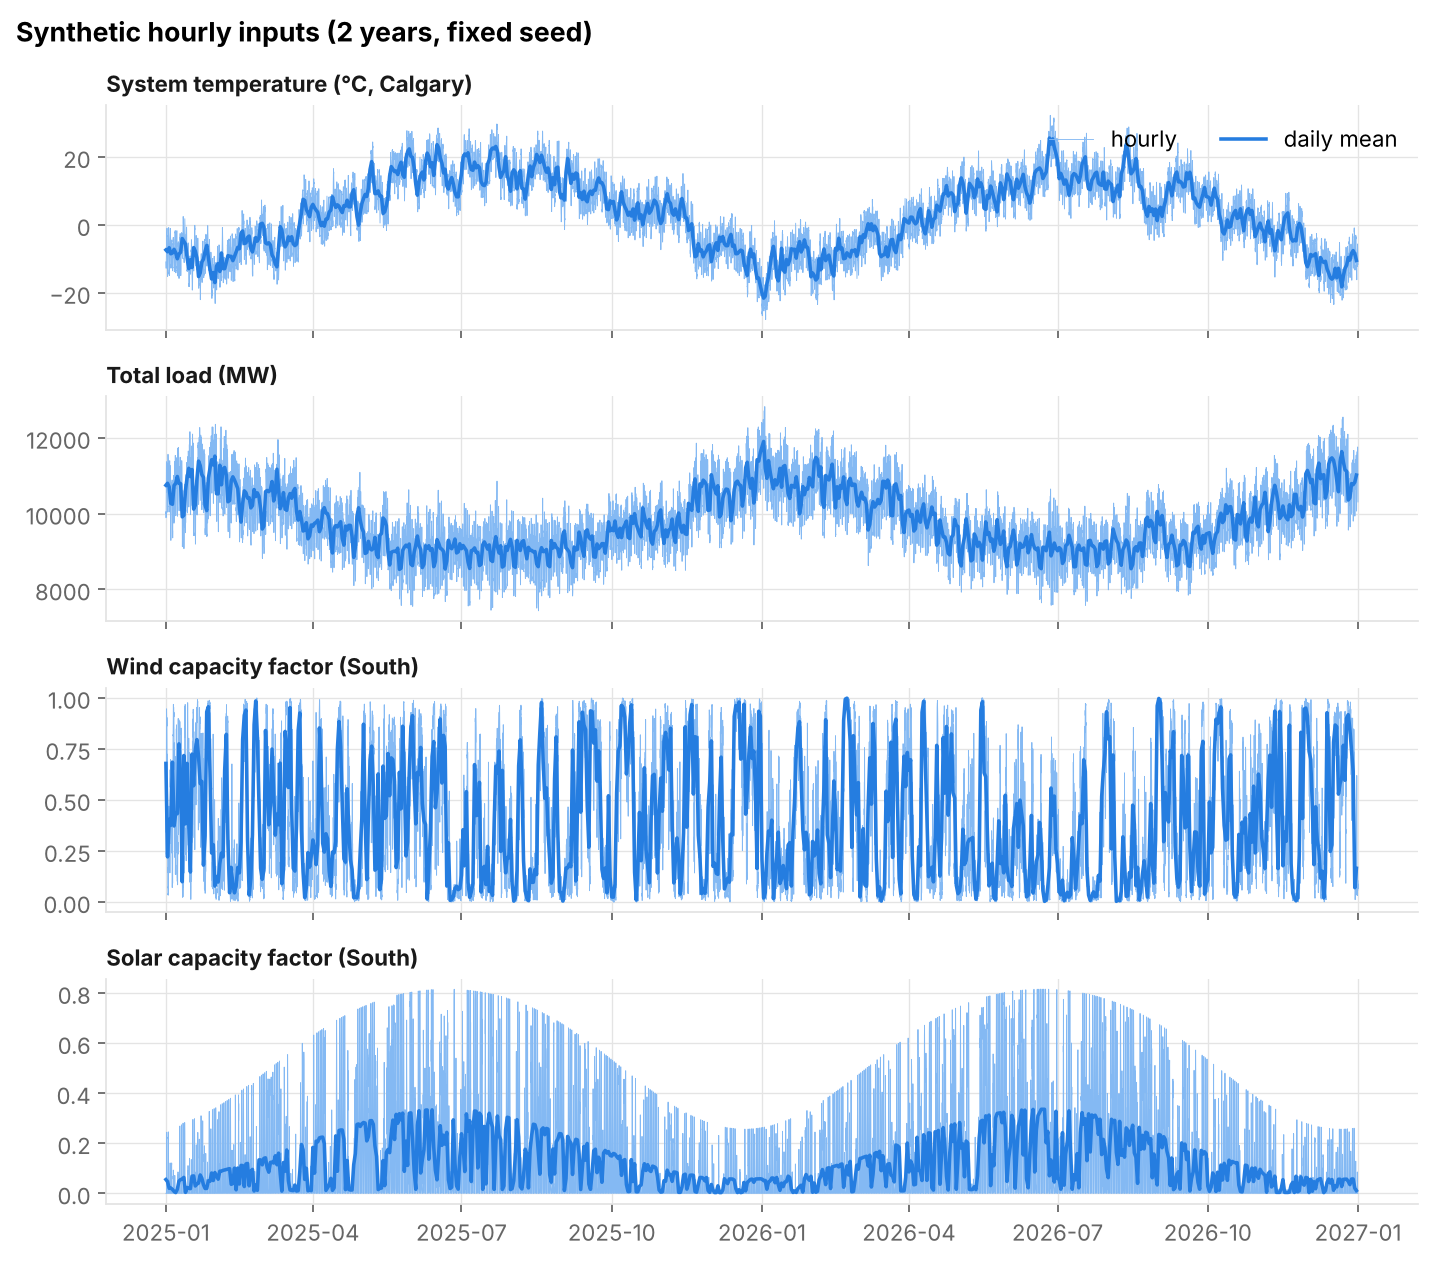 Synthetic hourly inputs (2 years, fixed seed)
System temperature (°C, Calgary)
hourly
daily mean
20
0
−20
Total load (MW)
12000
10000
8000
Wind capacity factor (South)
1.00
0.75
0.50
0.25
0.00
Solar capacity factor (South)
0.8
0.6
0.4
0.2
0.0
2025-01 2025-04 2025-07 2025-10 2026-01 2026-04 2026-07 2026-10 2027-01